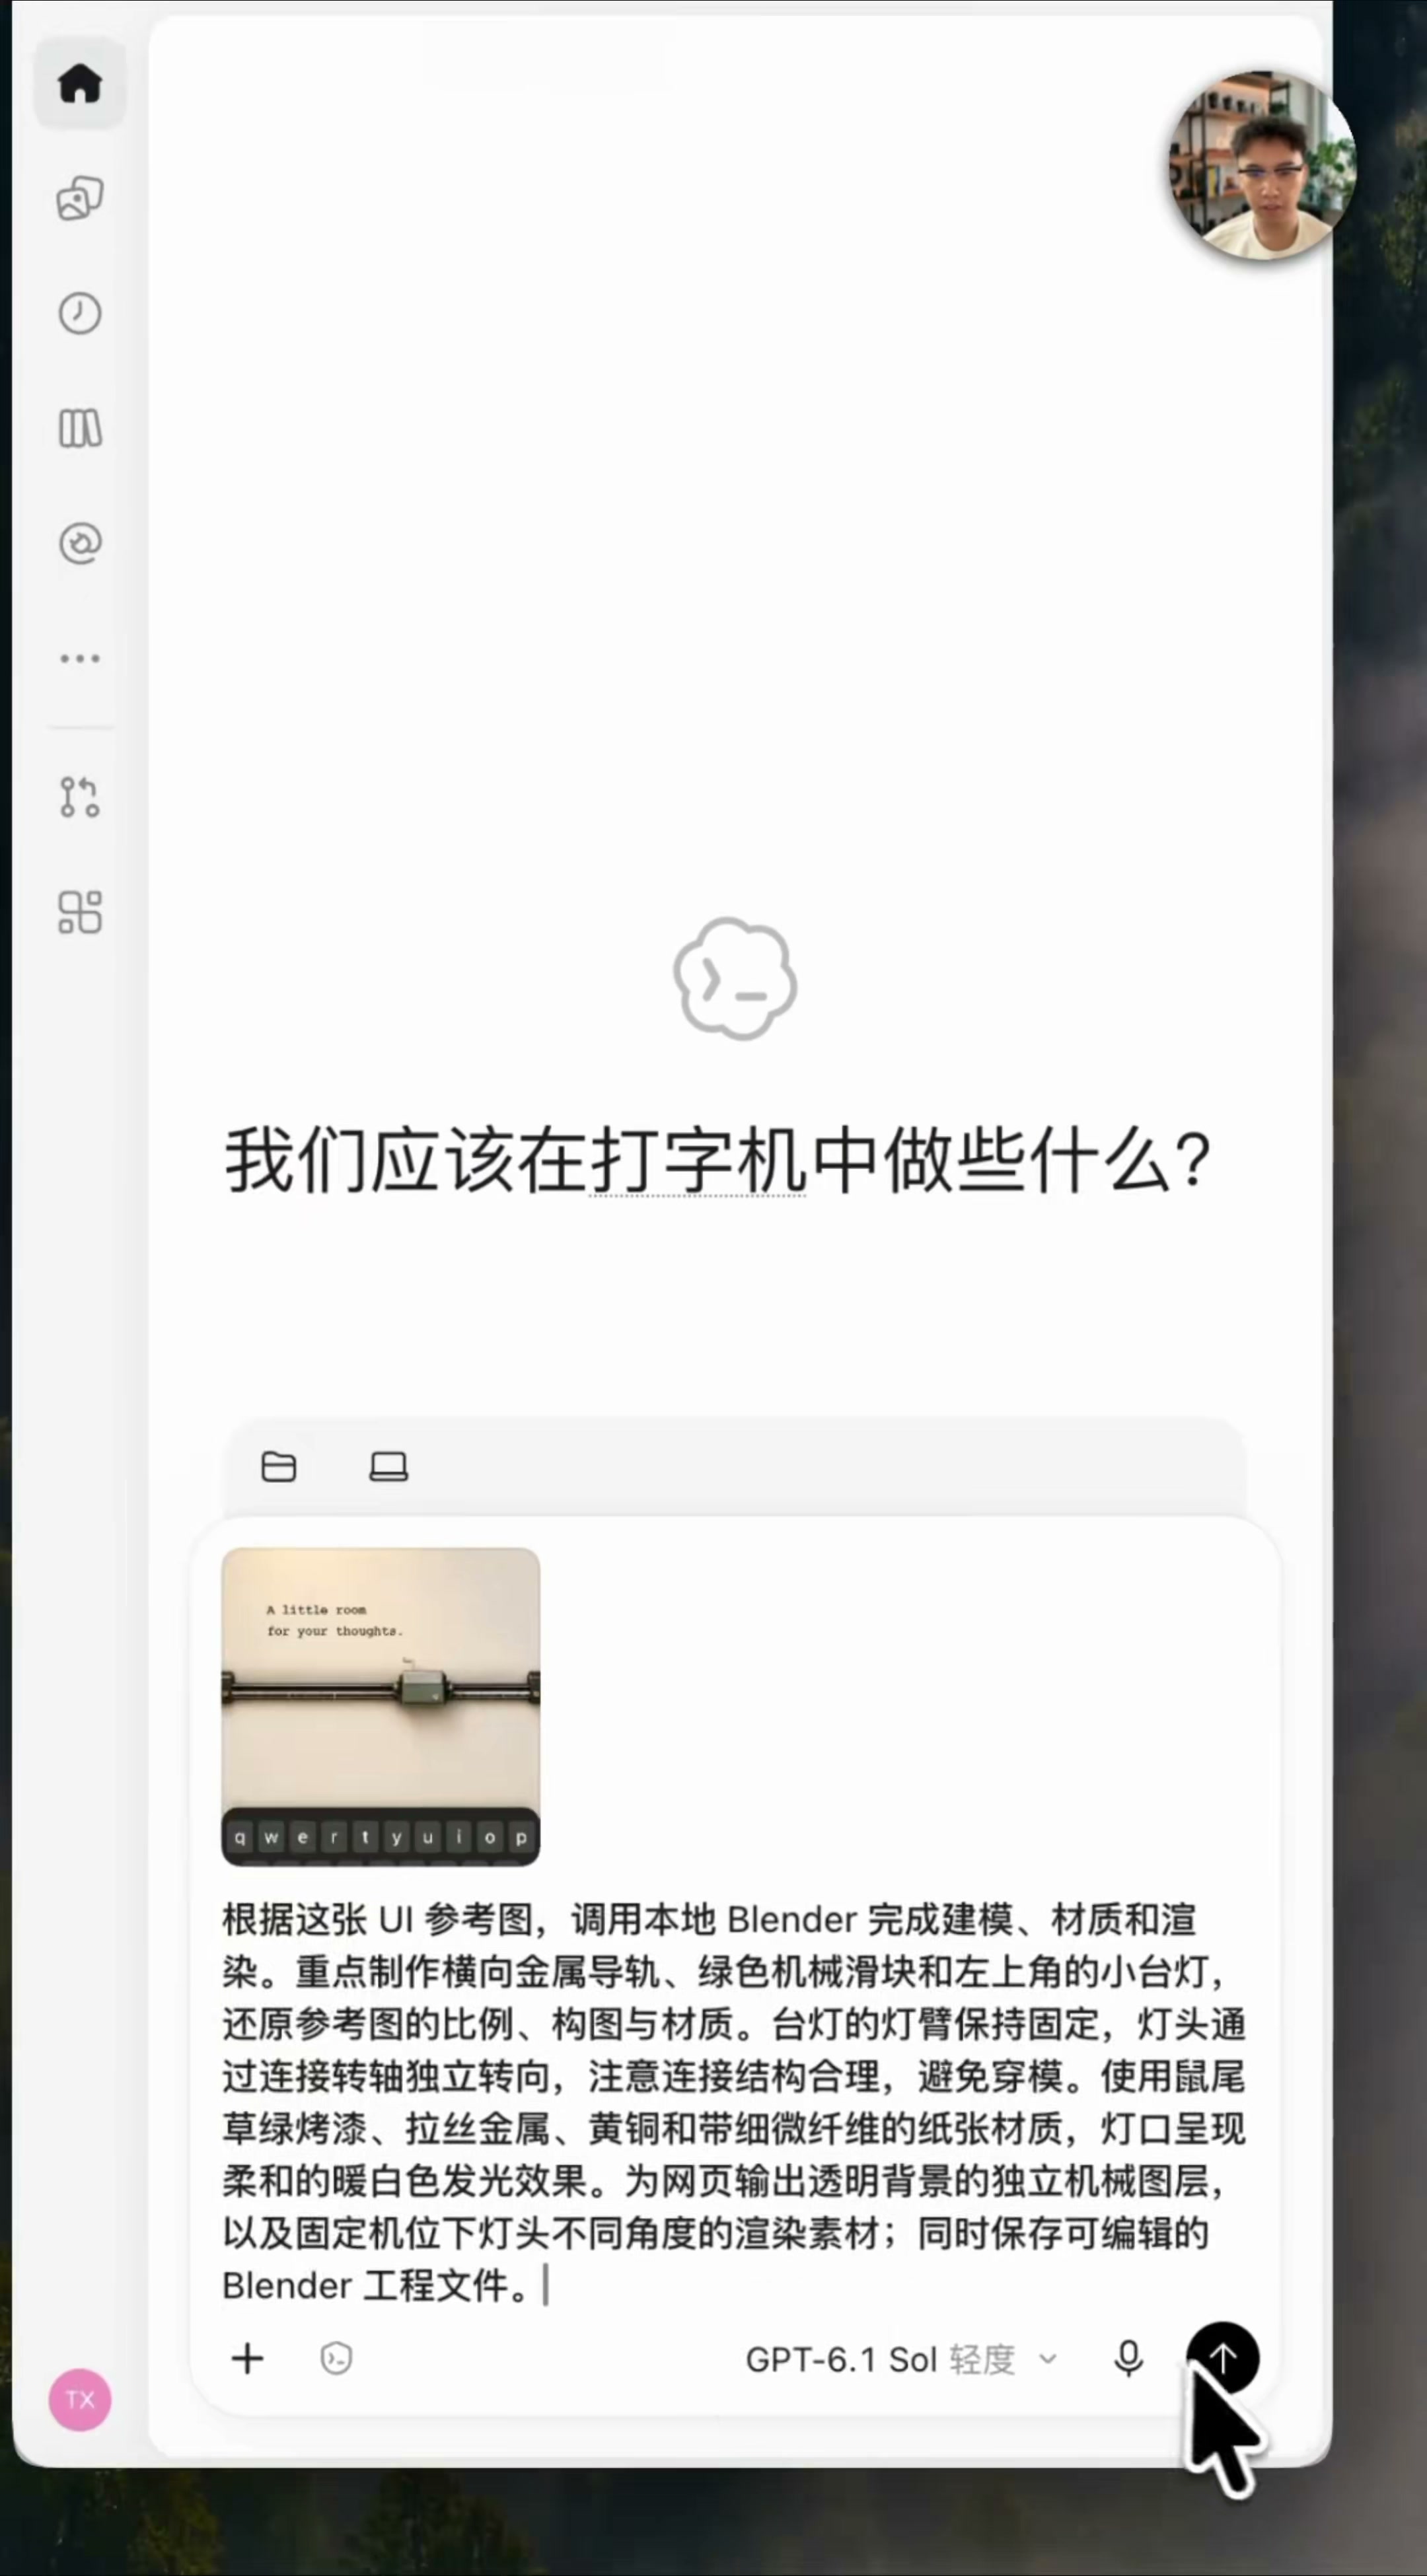 我们应该在打字机中做些什么?
A little room
for your thoughts.
q w e r t y u i o p
根据这张 UI 参考图，调用本地 Blender 完成建模、材质和渲
染。重点制作横向金属导轨、绿色机械滑块和左上角的小台灯，
还原参考图的比例、构图与材质。台灯的灯臂保持固定，灯头通
过连接转轴独立转向，注意连接结构合理，避免穿模。使用鼠尾
草绿烤漆、拉丝金属、黄铜和带细微纤维的纸张材质，灯口呈现
柔和的暖白色发光效果。为网页输出透明背景的独立机械图层，
以及固定机位下灯头不同角度的渲染素材；同时保存可编辑的
Blender 工程文件。
GPT-6.1 Sol 轻度
TX